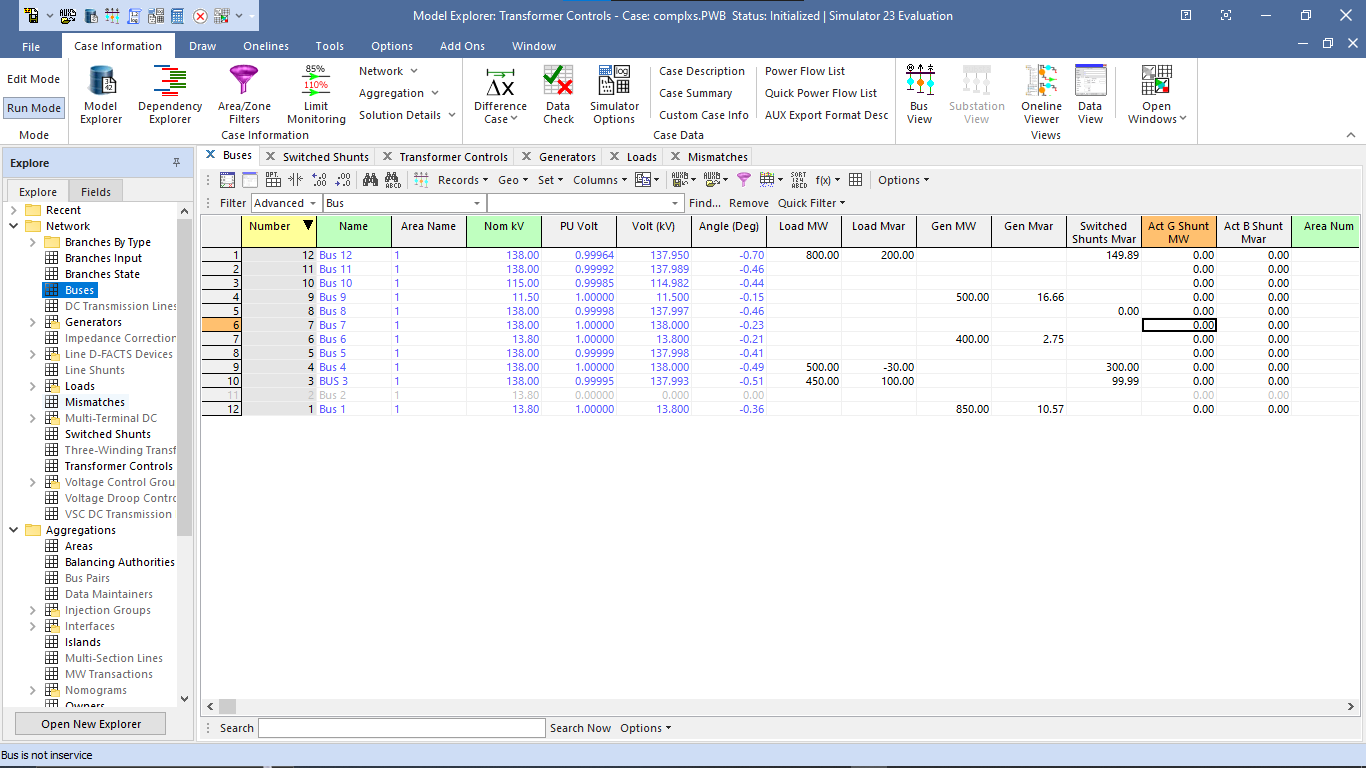 Model Explorer: Transformer Controls - Case: complxs.PWB Status: Initialized | Simulator 23 Evaluation
File Case Information Draw Onelines Tools Options Add Ons Window
Edit Mode
Run Mode
Mode
Model Explorer
Dependency Explorer
Area/Zone Filters
85%
110%
Limit Monitoring
Network
Aggregation
Solution Details
Case Information
Difference Case
Data Check
Simulator Options
Case Description
Case Summary
Custom Case Info
Power Flow List
Quick Power Flow List
AUX Export Format Desc
Case Data
Bus View
Substation View
Oneline Viewer
Data View
Open Windows
Views
Explore
Explore Fields
Recent
Network
Branches By Type
Branches Input
Branches State
Buses
DC Transmission Lines
Generators
Impedance Correction
Line D-FACTS Devices
Line Shunts
Loads
Mismatches
Multi-Terminal DC
Switched Shunts
Three-Winding Transf
Transformer Controls
Voltage Control Grou
Voltage Droop Contro
VSC DC Transmission
Aggregations
Areas
Balancing Authorities
Bus Pairs
Data Maintainers
Injection Groups
Interfaces
Islands
Multi-Section Lines
MW Transactions
Nomograms
Owners
Open New Explorer
Buses Switched Shunts Transformer Controls Generators Loads Mismatches
Records Geo Set Columns f(x) Options
Filter Advanced Bus Find... Remove Quick Filter
Number Name Area Name Nom kV PU Volt Volt (kV) Angle (Deg) Load MW Load Mvar Gen MW Gen Mvar Switched Shunts Mvar Act G Shunt MW Act B Shunt Mvar Area Num
1 12 Bus 12 1 138.00 0.99964 137.950 -0.70 800.00 200.00 149.89 0.00 0.00
2 11 Bus 11 1 138.00 0.99992 137.989 -0.46 0.00 0.00
3 10 Bus 10 1 115.00 0.99985 114.982 -0.44 0.00 0.00
4 9 Bus 9 1 11.50 1.00000 11.500 -0.15 500.00 16.66 0.00 0.00
5 8 Bus 8 1 138.00 0.99998 137.997 -0.46 0.00 0.00 0.00
6 7 Bus 7 1 138.00 1.00000 138.000 -0.23 0.00 0.00
7 6 Bus 6 1 13.80 1.00000 13.800 -0.21 400.00 2.75 0.00 0.00
8 5 Bus 5 1 138.00 0.99999 137.998 -0.41 0.00 0.00
9 4 Bus 4 1 138.00 1.00000 138.000 -0.49 500.00 -30.00 300.00 0.00 0.00
10 3 BUS 3 1 138.00 0.99995 137.993 -0.51 450.00 100.00 99.99 0.00 0.00
11 2 Bus 2 1 13.80 0.00000 0.000 0.00 0.00 0.00
12 1 Bus 1 1 13.80 1.00000 13.800 -0.36 850.00 10.57 0.00 0.00
Search Search Now Options
Bus is not inservice